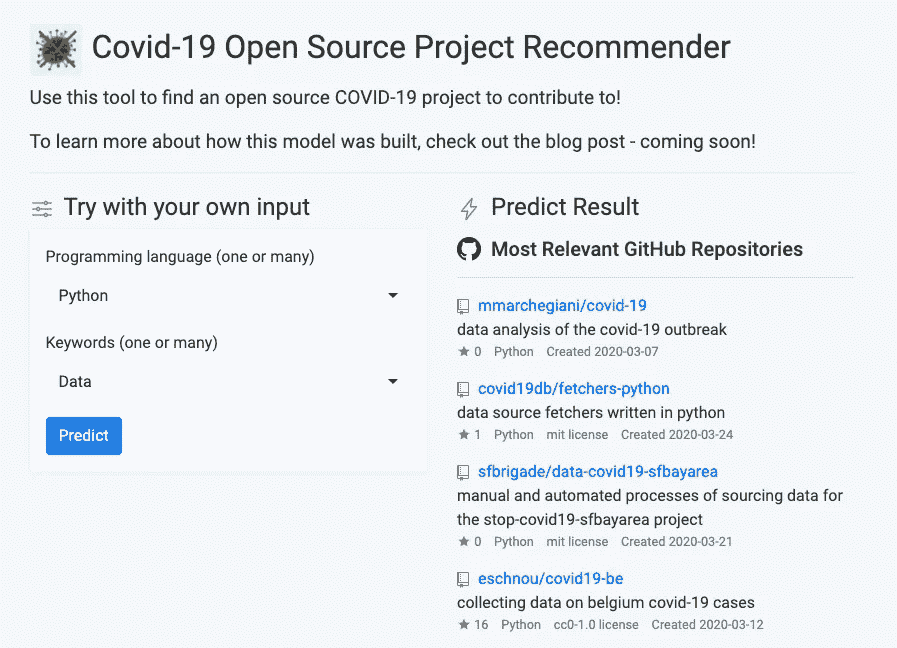 Covid-19 Open Source Project Recommender
Use this tool to find an open source COVID-19 project to contribute to!
To learn more about how this model was built, check out the blog post - coming soon!
Try with your own input
Programming language (one or many)
Python
Keywords (one or many)
Data
Predict
Predict Result
Most Relevant GitHub Repositories
mmarchegiani/covid-19
data analysis of the covid-19 outbreak
★ 0 Python Created 2020-03-07
covid19db/fetchers-python
data source fetchers written in python
★ 1 Python mit license Created 2020-03-24
sfbrigade/data-covid19-sfbayarea
manual and automated processes of sourcing data for
the stop-covid19-sfbayarea project
★ 0 Python mit license Created 2020-03-21
eschnou/covid19-be
collecting data on belgium covid-19 cases
★ 16 Python cc0-1.0 license Created 2020-03-12